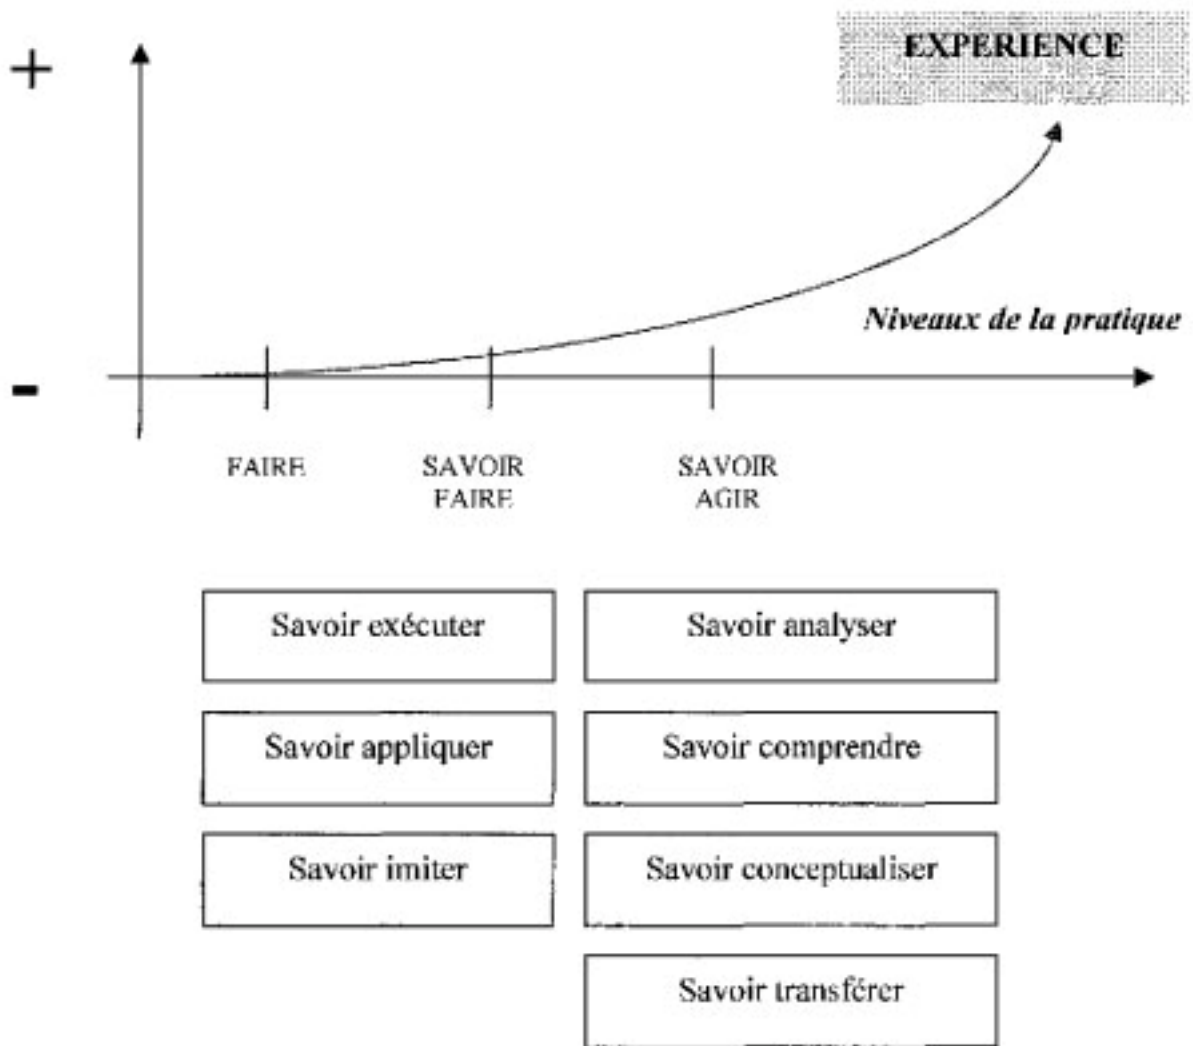 +
EXPERIENCE
Niveaux de la pratique
-
FAIRE
SAVOIR
FAIRE
SAVOIR
AGIR
Savoir exécuter
Savoir analyser
Savoir appliquer
Savoir comprendre
Savoir imiter
Savoir conceptualiser
Savoir transférer